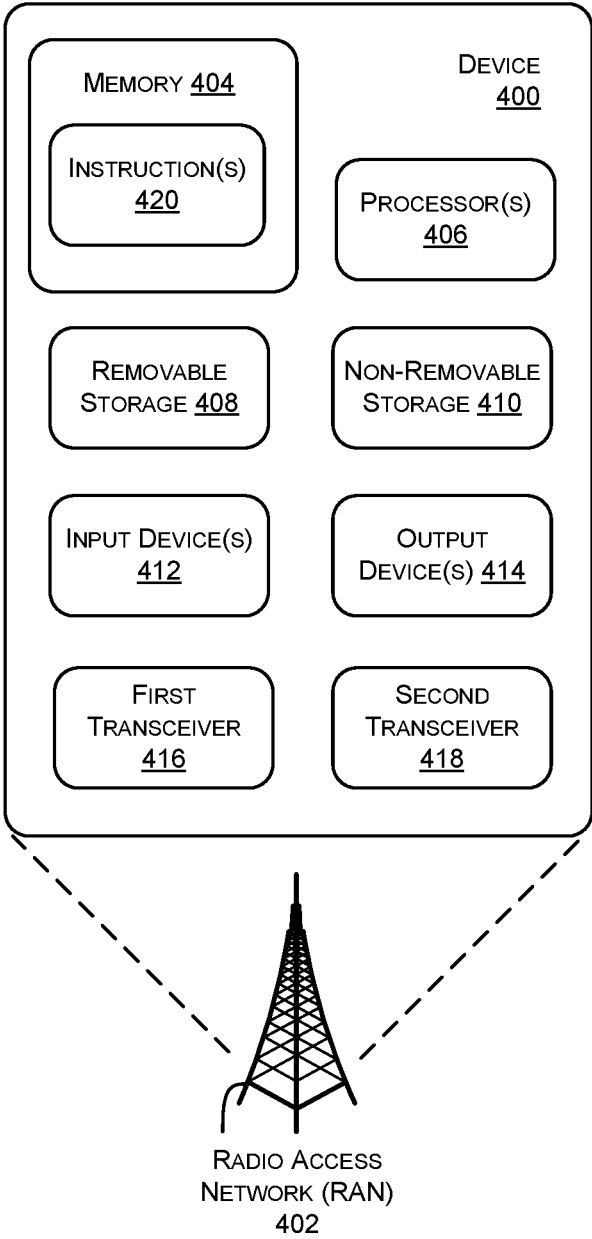 MEMORY 404
DEVICE
400
INSTRUCTION(S)
420
PROCESSOR(S)
406
REMOVABLE
STORAGE 408
NON-REMOVABLE
STORAGE 410
INPUT DEVICE(S)
412
OUTPUT
DEVICE(S) 414
FIRST
TRANSCEIVER
416
SECOND
TRANSCEIVER
418
RADIO ACCESS
NETWORK (RAN)
402